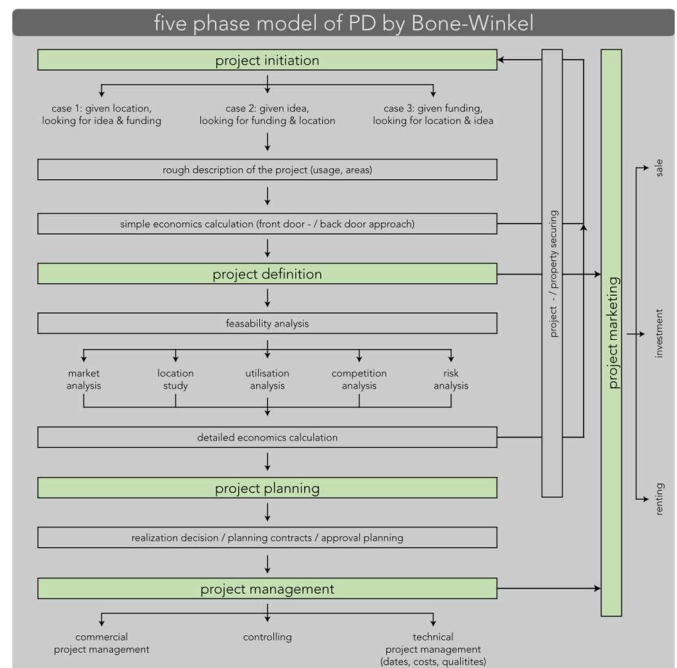 five phase model of PD by Bone-Winkel
project initiation
case 1: given location,
looking for idea & funding
case 2: given idea,
looking for funding & location
case 3: given funding,
looking for location & idea
rough description of the project (usage, areas)
simple economics calculation (front door - / back door approach)
project definition
feasability analysis
market
analysis
location
study
utilisation
analysis
competition
analysis
risk
analysis
detailed economics calculation
project planning
realization decision / planning contracts / approval planning
project management
commercial
project management
controlling
technical
project management
(dates, costs, qualitites)
project - / property securing
project marketing
sale
investment
renting